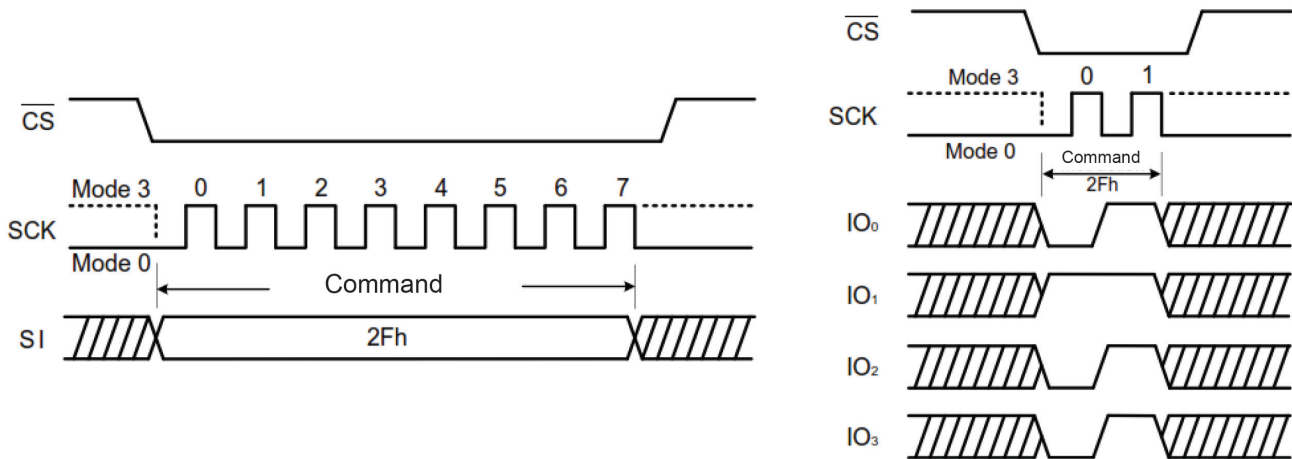 CS
Mode 3
0 1 2 3 4 5 6 7
SCK
Mode 0
Command
SI
2Fh
CS
Mode 3
0 1
SCK
Mode 0
Command
2Fh
IO₀
IO₁
IO₂
IO₃